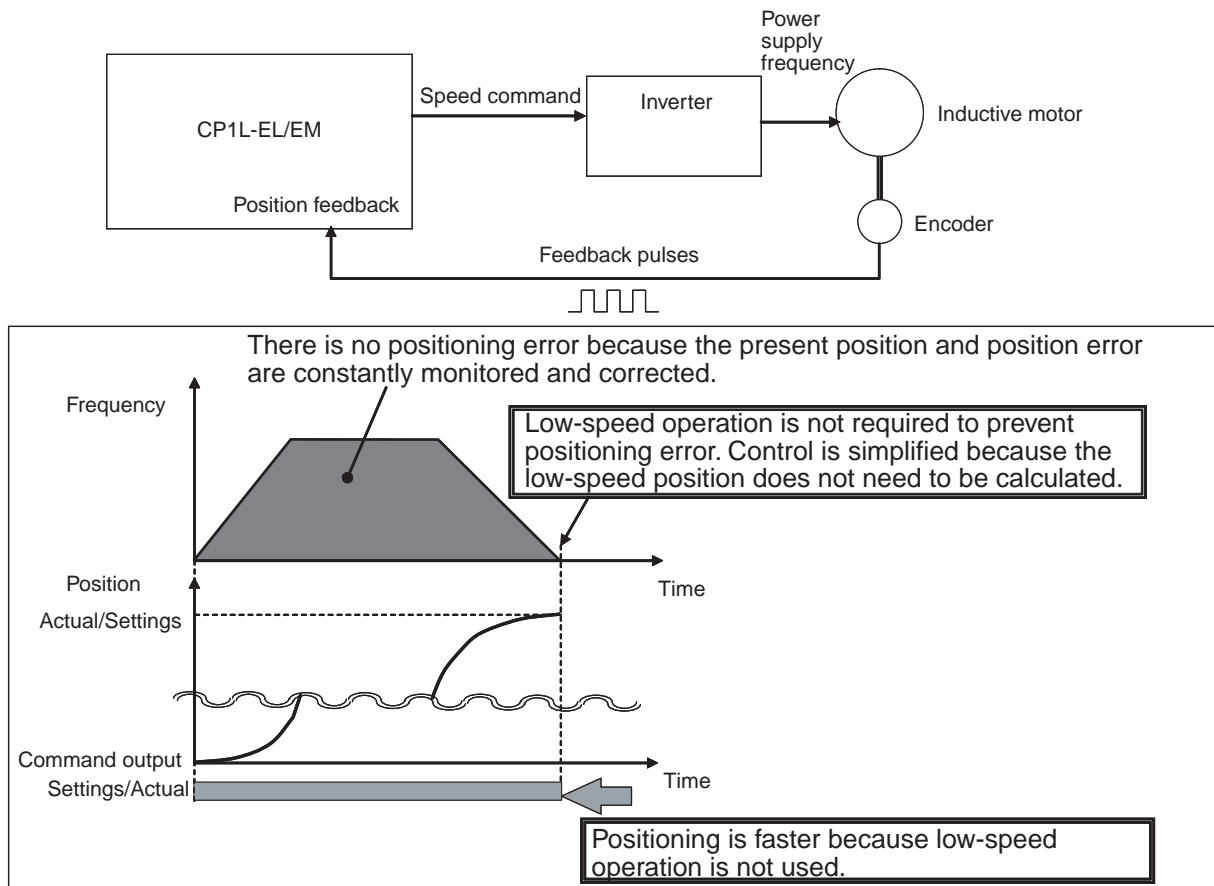 Power
supply
frequency
Speed command
Inverter
CP1L-EL/EM
Inductive motor
Position feedback
Encoder
Feedback pulses
There is no positioning error because the present position and position error
are constantly monitored and corrected.
Frequency
Low-speed operation is not required to prevent
positioning error. Control is simplified because the
low-speed position does not need to be calculated.
Time
Position
Actual/Settings
Command output
Time
Settings/Actual
Positioning is faster because low-speed
operation is not used.